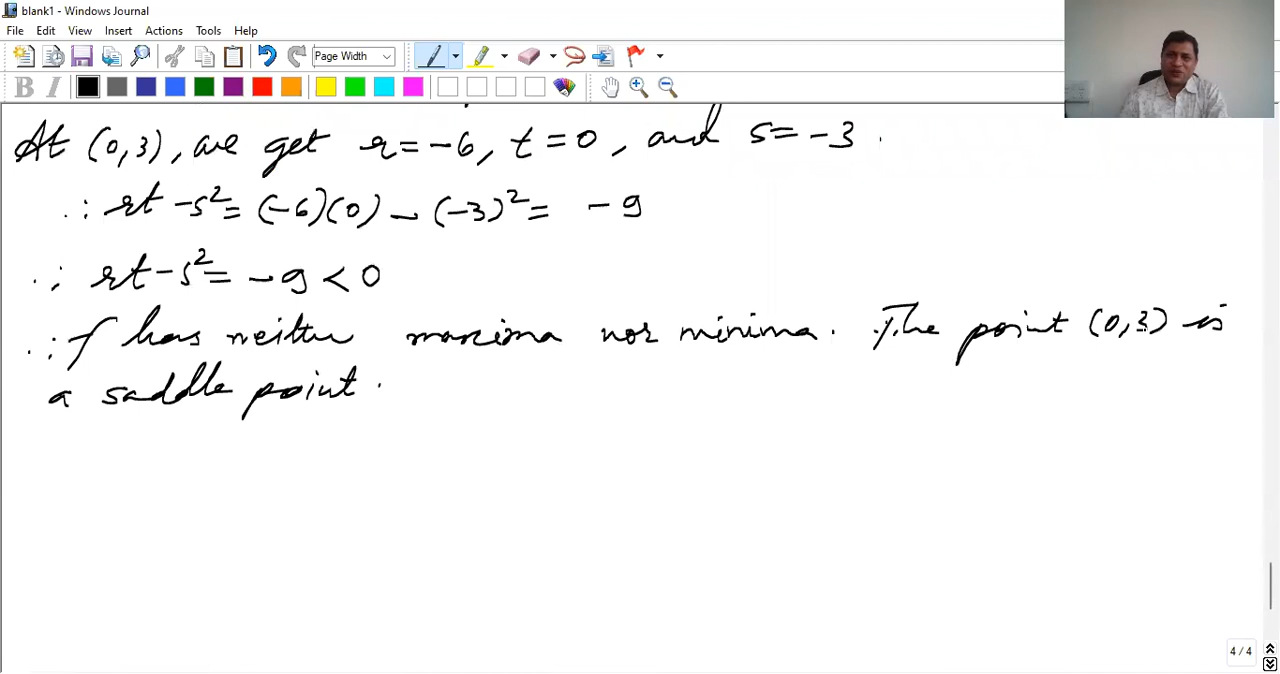 blank1 - Windows Journal
File Edit View Insert Actions Tools Help
Page Width
B I
At (0,3), we get r=-6, t=0, and s=-3.
∴ rt-s²= (-6)(0) - (-3)²= -9
∴ rt-s²= -9 < 0
∴ f has neither maxima nor minima. The point (0,3) is
a saddle point.
4 / 4